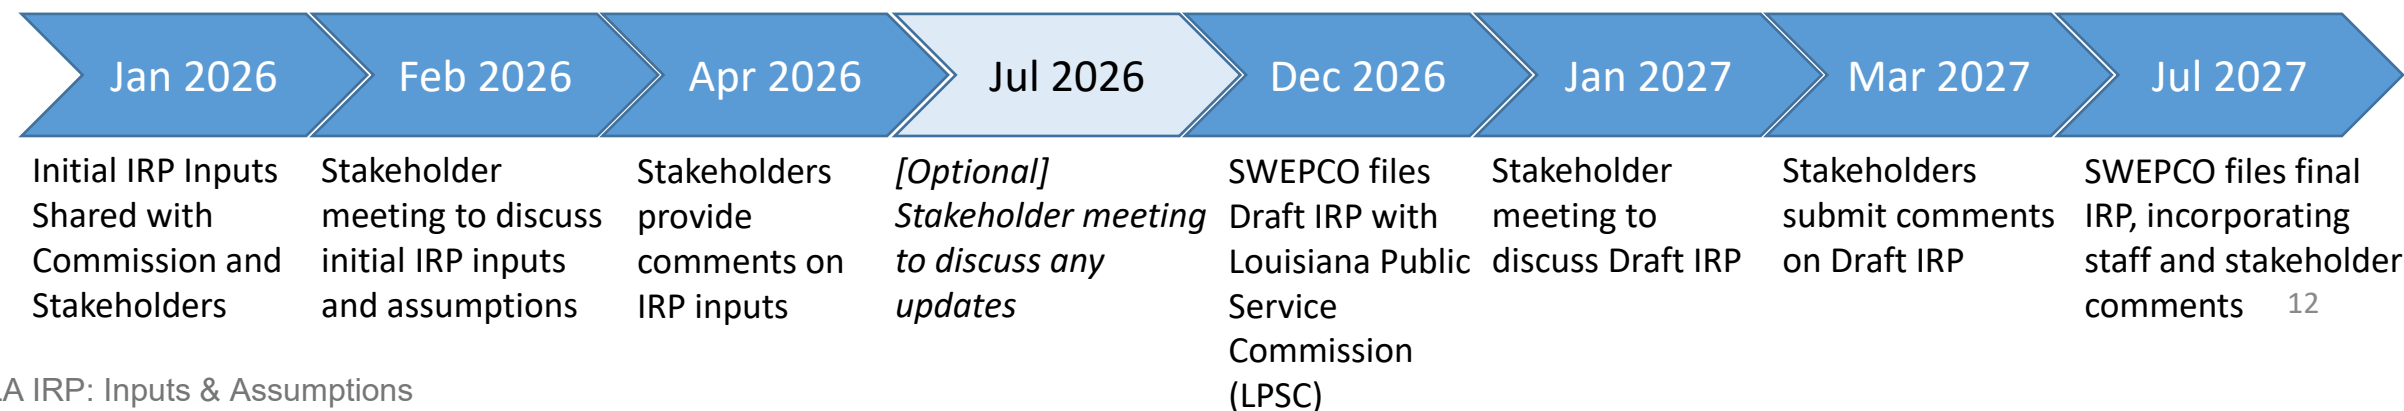 Jan 2026
Feb 2026
Apr 2026
Jul 2026
Dec 2026
Jan 2027
Mar 2027
Jul 2027
Initial IRP Inputs
Shared with
Commission and
Stakeholders
Stakeholder
meeting to discuss
initial IRP inputs
and assumptions
Stakeholders
provide
comments on
IRP inputs
[Optional]
Stakeholder meeting
to discuss any
updates
SWEPCO files
Draft IRP with
Louisiana Public
Service
Commission
(LPSC)
Stakeholder
meeting to
discuss Draft IRP
Stakeholders
submit comments
on Draft IRP
SWEPCO files final
IRP, incorporating
staff and stakeholder
comments
12
IRP: Inputs & Assumptions